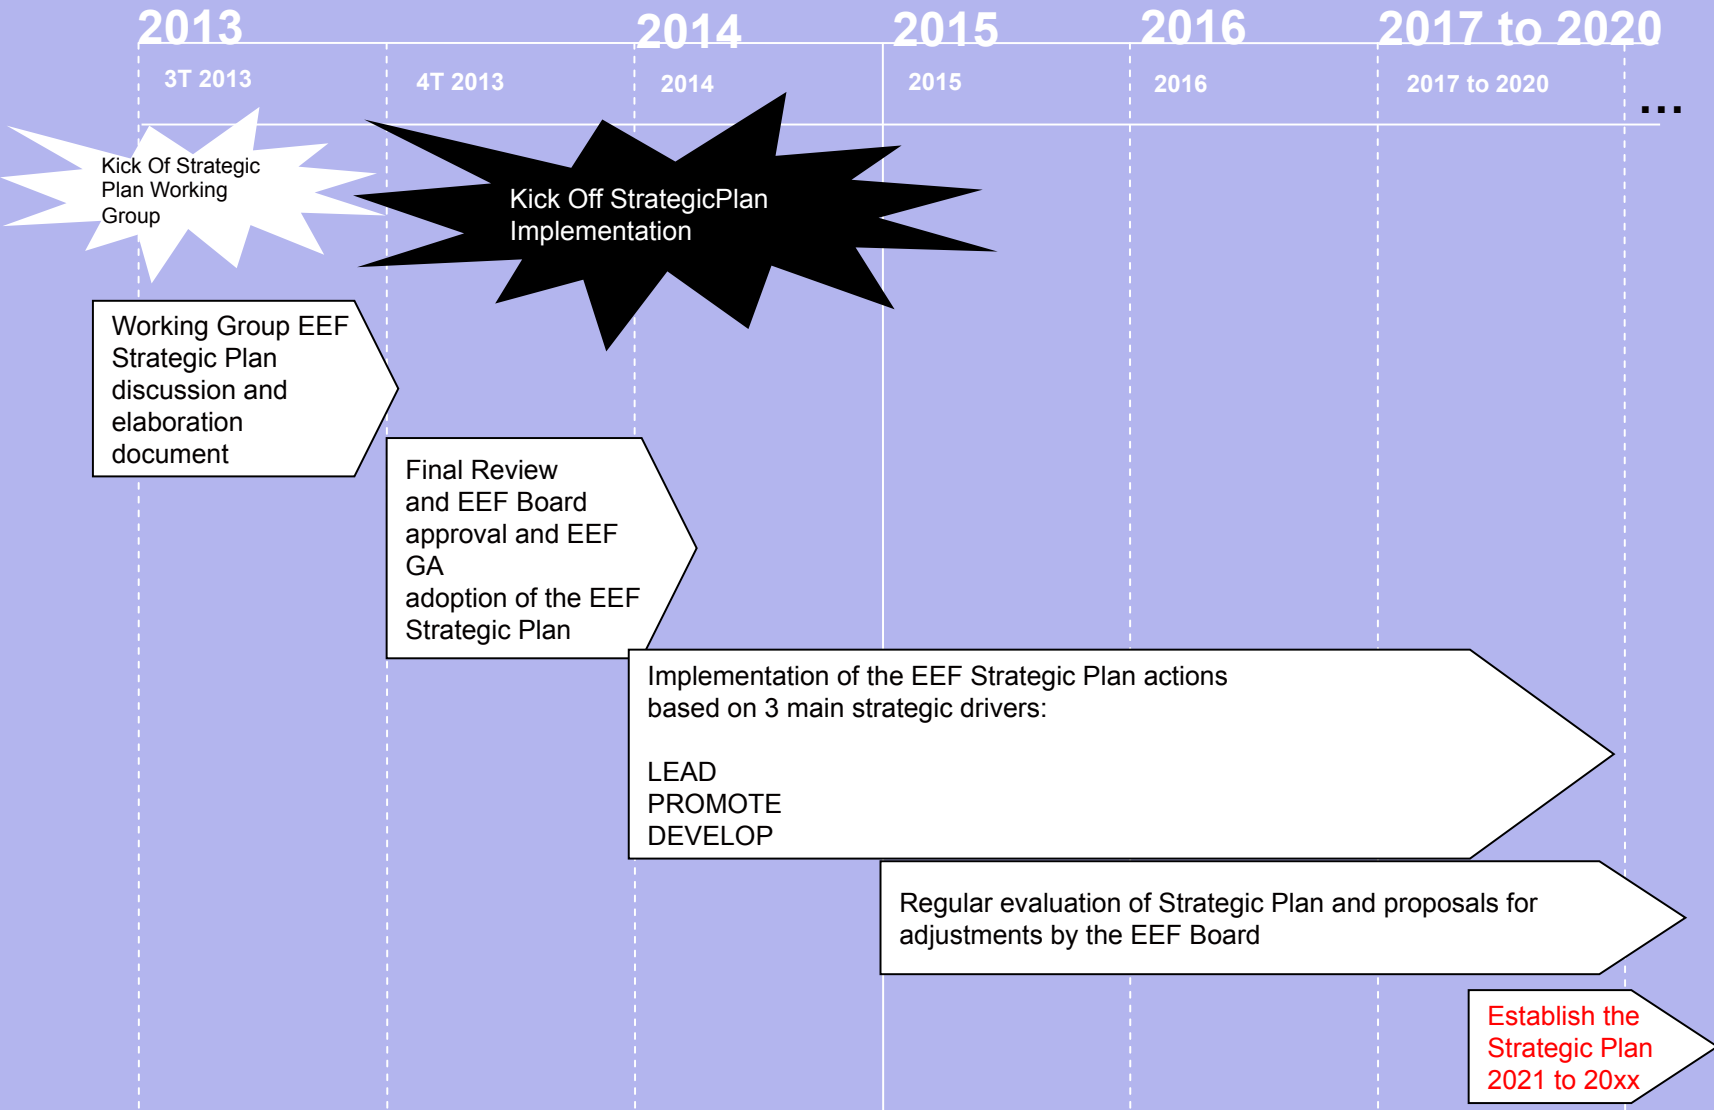 2013
2014
2015
2016
2017 to 2020
3T 2013
4T 2013
2014
2015
2016
2017 to 2020
...
Kick Of Strategic
Plan Working
Group
Kick Off StrategicPlan
Implementation
Working Group EEF
Strategic Plan
discussion and
elaboration
document
Final Review
and EEF Board
approval and EEF
GA
adoption of the EEF
Strategic Plan
Implementation of the EEF Strategic Plan actions
based on 3 main strategic drivers:
LEAD
PROMOTE
DEVELOP
Regular evaluation of Strategic Plan and proposals for
adjustments by the EEF Board
Establish the
Strategic Plan
2021 to 20xx